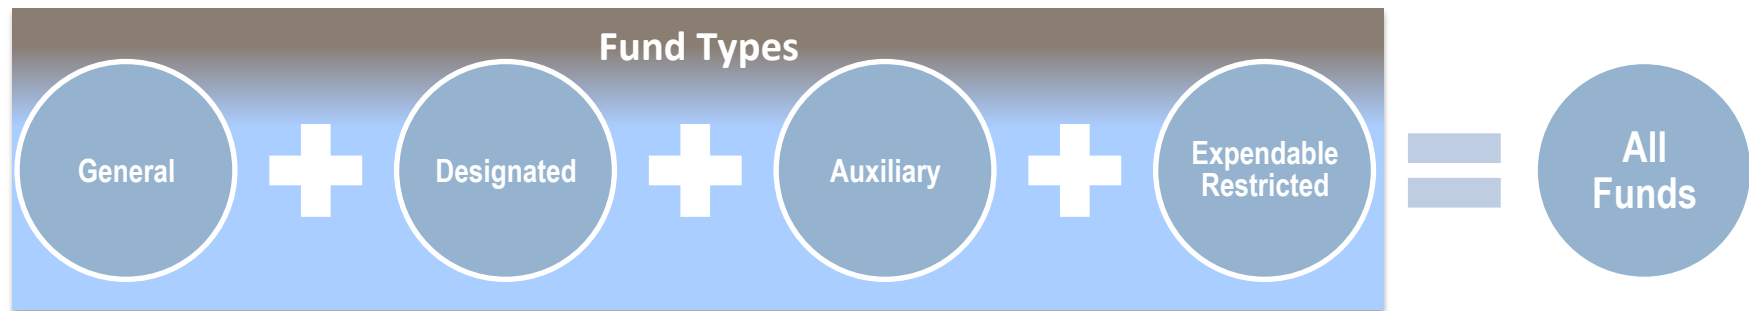 Fund Types
General
Designated
Auxiliary
Expendable
Restricted
All
Funds